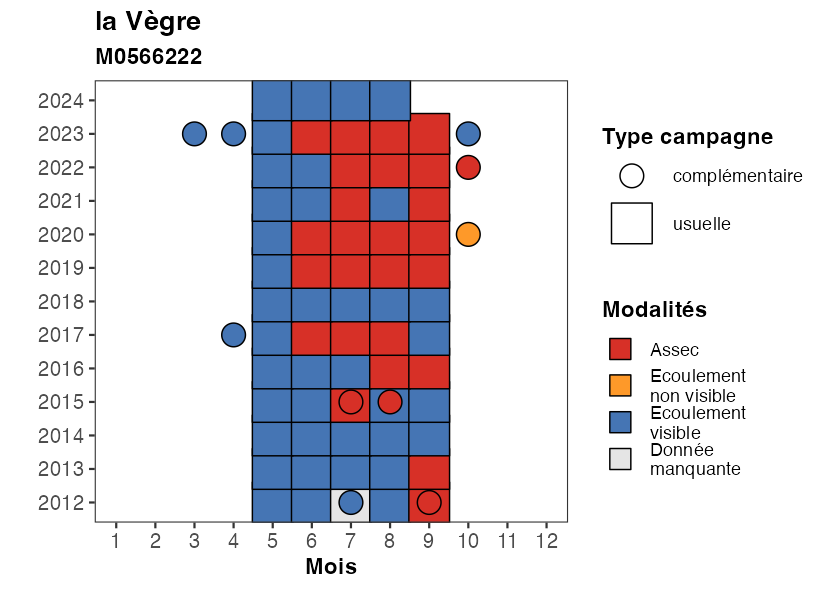 la Vègre
M0566222
2024
2023
2022
2021
2020
2019
2018
2017
2016
2015
2014
2013
2012
1 2 3 4 5 6 7 8 9 10 11 12
Mois
Type campagne
complémentaire
usuelle
Modalités
Assec
Ecoulement
non visible
Ecoulement
visible
Donnée
manquante